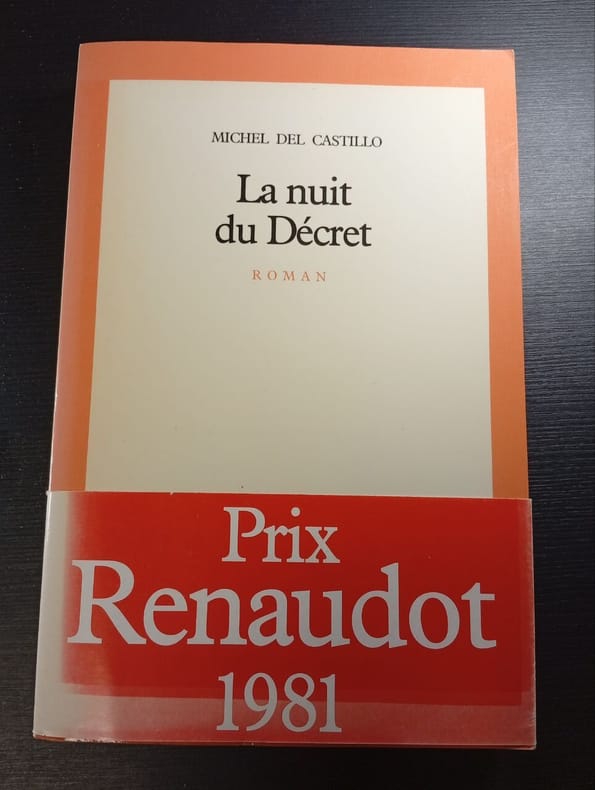 MICHEL DEL CASTILLO
La nuit
du Décret
ROMAN
Prix
Renaudot
1981